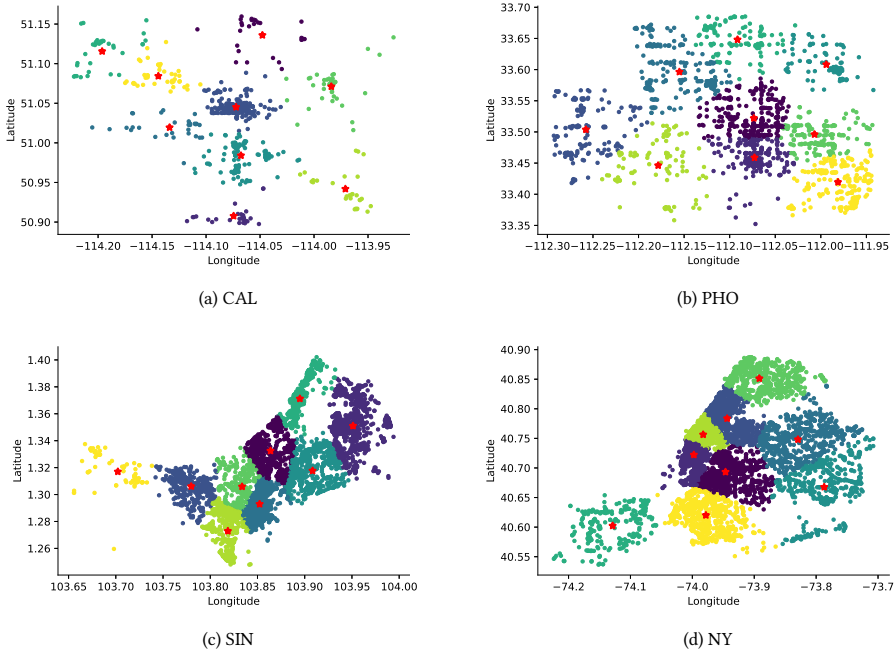 51.15
51.10
51.05
51.00
50.95
50.90
Latitude
−114.20 −114.15 −114.10 −114.05 −114.00 −113.95
Longitude
(a) CAL
33.70
33.65
33.60
33.55
33.50
33.45
33.40
33.35
Latitude
−112.30 −112.25 −112.20 −112.15 −112.10 −112.05 −112.00 −111.95
Longitude
(b) PHO
1.40
1.38
1.36
1.34
1.32
1.30
1.28
1.26
Latitude
103.65 103.70 103.75 103.80 103.85 103.90 103.95 104.00
Longitude
(c) SIN
40.90
40.85
40.80
40.75
40.70
40.65
40.60
40.55
Latitude
−74.2 −74.1 −74.0 −73.9 −73.8 −73.7
Longitude
(d) NY